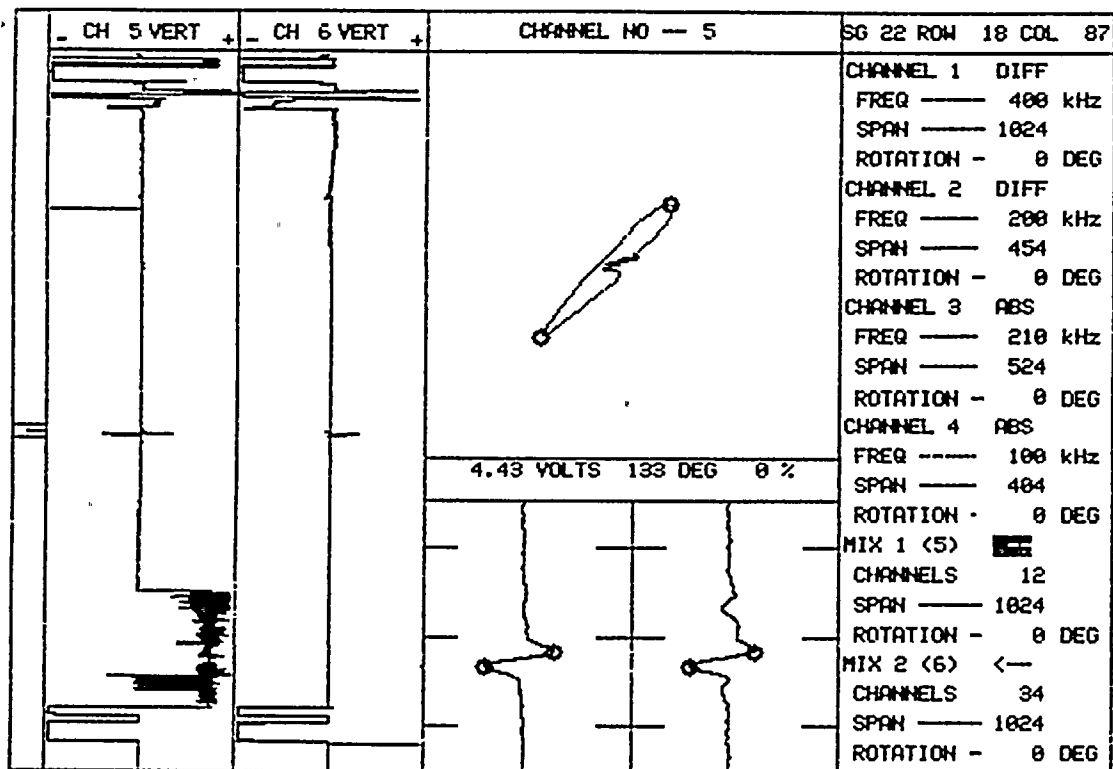 - CH 5 VERT +
- CH 6 VERT +
CHANNEL NO -- 5
SG 22 ROW 18 COL 87
CHANNEL 1 DIFF
FREQ ---- 400 kHz
SPAN ---- 1024
ROTATION - 0 DEG
CHANNEL 2 DIFF
FREQ ---- 200 kHz
SPAN ---- 454
ROTATION - 0 DEG
CHANNEL 3 ABS
FREQ ---- 210 kHz
SPAN ---- 524
ROTATION - 0 DEG
CHANNEL 4 ABS
FREQ ---- 100 kHz
SPAN ---- 404
ROTATION - 0 DEG
MIX 1 (5)
CHANNELS 12
SPAN ---- 1024
ROTATION - 0 DEG
MIX 2 (6) <--
CHANNELS 34
SPAN ---- 1024
ROTATION - 0 DEG
4.43 VOLTS 133 DEG 0 %